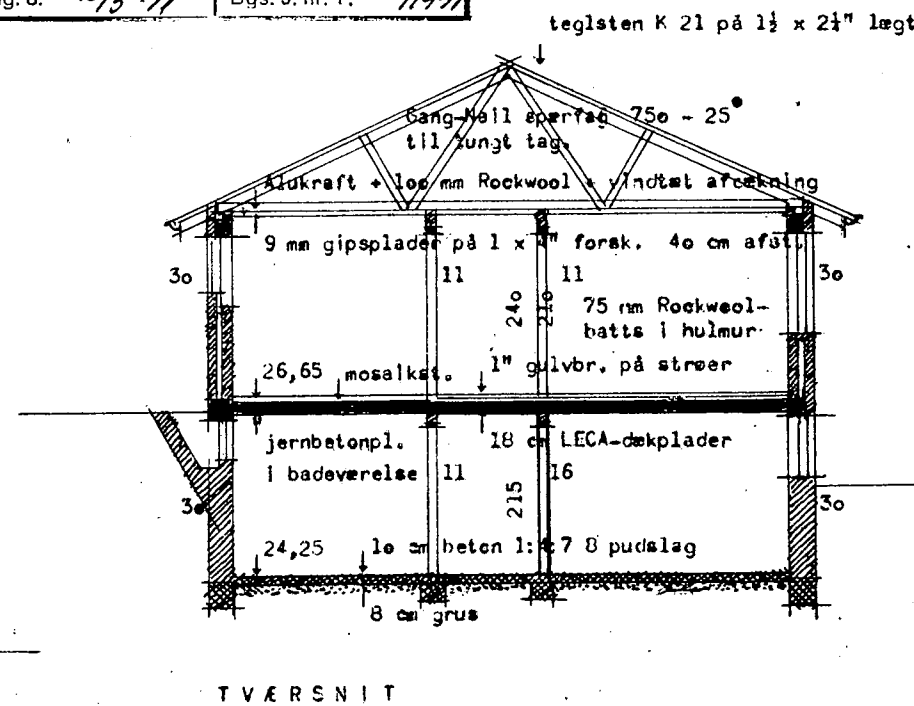 teglsten K 21 på 1½ x 2¼" lægt
Gang-Nail spærfag 75o - 25°
til tungt tag.
Alukraft + 1oo mm Rockwool + vindtæt afdækning
9 mm gipsplader på 1 x 4" forsk. 4o cm afst.
3o
11
11
3o
24o
21o
75 mm Rockwool-
batts i hulmur
26,65 mosaikst.
1" gulvbr. på strøer
jernbetonpl.
18 cm LECA-dækplader
i badeværelse
11
16
3o
215
3o
24,25
1o cm beton 1:4:7 & pudslag
8 cm grus
TVÆRSNIT